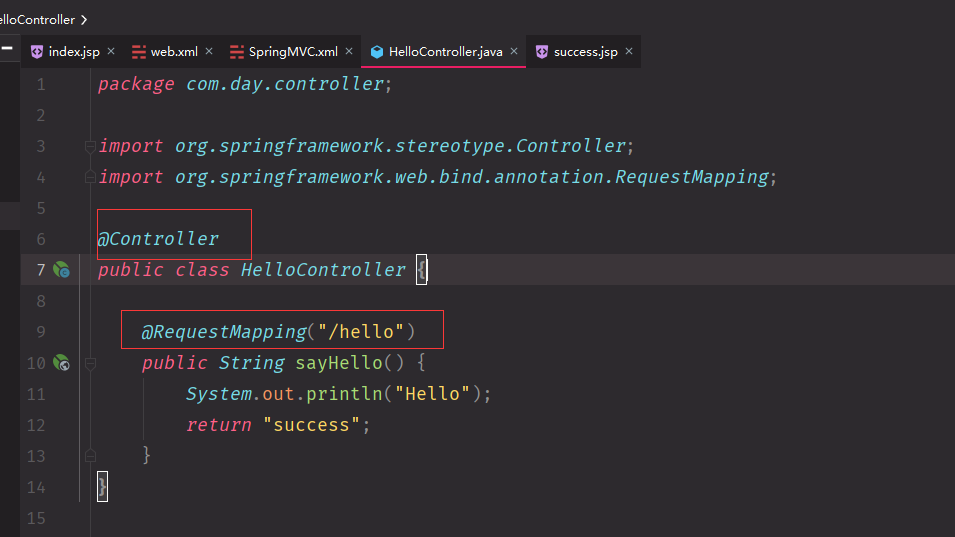 elloController
index.jsp × web.xml × SpringMVC.xml × HelloController.java × success.jsp ×
1 package com.day.controller;
2
3 import org.springframework.stereotype.Controller;
4 import org.springframework.web.bind.annotation.RequestMapping;
5
6 @Controller
7 public class HelloController {
8
9 @RequestMapping("/hello")
10 public String sayHello() {
11 System.out.println("Hello");
12 return "success";
13 }
14 }
15